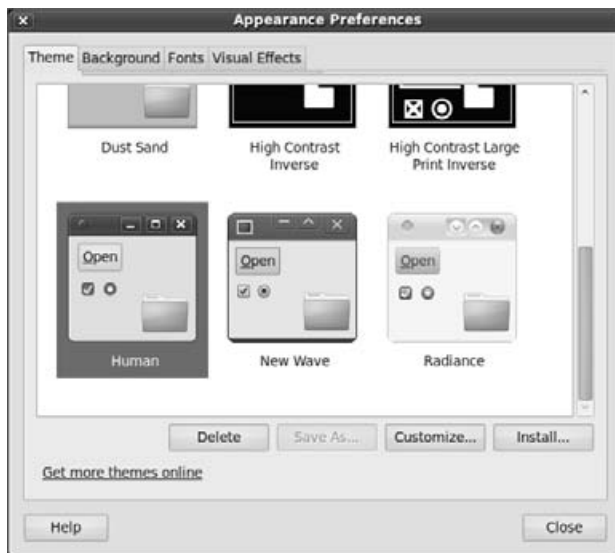 Appearance Preferences
Theme Background Fonts Visual Effects
Dust Sand
High Contrast
Inverse
High Contrast Large
Print Inverse
Open
Open
Open
Human
New Wave
Radiance
Delete
Save As...
Customize...
Install...
Get more themes online
Help
Close